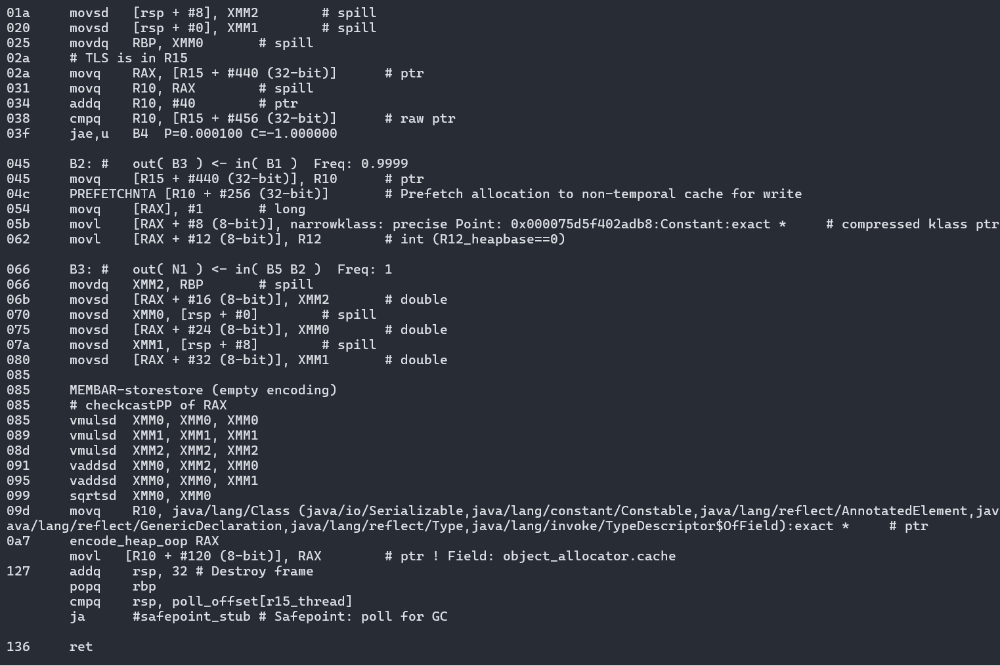 01a     movsd   [rsp + #8], XMM2        # spill
020     movsd   [rsp + #0], XMM1        # spill
025     movdq   RBP, XMM0       # spill
02a     # TLS is in R15
02a     movq    RAX, [R15 + #440 (32-bit)]      # ptr
031     movq    R10, RAX        # spill
034     addq    R10, #40        # ptr
038     cmpq    R10, [R15 + #456 (32-bit)]      # raw ptr
03f     jae,u   B4  P=0.000100 C=-1.000000
045     B2: #   out( B3 ) <- in( B1 )  Freq: 0.9999
045     movq    [R15 + #440 (32-bit)], R10      # ptr
04c     PREFETCHNTA [R10 + #256 (32-bit)]       # Prefetch allocation to non-temporal cache for write
054     movq    [RAX], #1       # long
05b     movl    [RAX + #8 (8-bit)], narrowklass: precise Point: 0x000075d5f402adb8:Constant:exact *     # compressed klass ptr
062     movl    [RAX + #12 (8-bit)], R12        # int (R12_heapbase==0)
066     B3: #   out( N1 ) <- in( B5 B2 )  Freq: 1
066     movdq   XMM2, RBP       # spill
06b     movsd   [RAX + #16 (8-bit)], XMM2       # double
070     movsd   XMM0, [rsp + #0]        # spill
075     movsd   [RAX + #24 (8-bit)], XMM0       # double
07a     movsd   XMM1, [rsp + #8]        # spill
080     movsd   [RAX + #32 (8-bit)], XMM1       # double
085
085     MEMBAR-storestore (empty encoding)
085     # checkcastPP of RAX
085     vmulsd  XMM0, XMM0, XMM0
089     vmulsd  XMM1, XMM1, XMM1
08d     vmulsd  XMM2, XMM2, XMM2
091     vaddsd  XMM0, XMM2, XMM0
095     vaddsd  XMM0, XMM0, XMM1
099     sqrtsd  XMM0, XMM0
09d     movq    R10, java/lang/Class (java/io/Serializable,java/lang/constant/Constable,java/lang/reflect/AnnotatedElement,jav
ava/lang/reflect/GenericDeclaration,java/lang/reflect/Type,java/lang/invoke/TypeDescriptor$OfField):exact *     # ptr
0a7     encode_heap_oop RAX
        movl   [R10 + #120 (8-bit)], RAX        # ptr ! Field: object_allocator.cache
127     addq    rsp, 32 # Destroy frame
        popq    rbp
        cmpq    rsp, poll_offset[r15_thread]
        ja      #safepoint_stub # Safepoint: poll for GC
136     ret